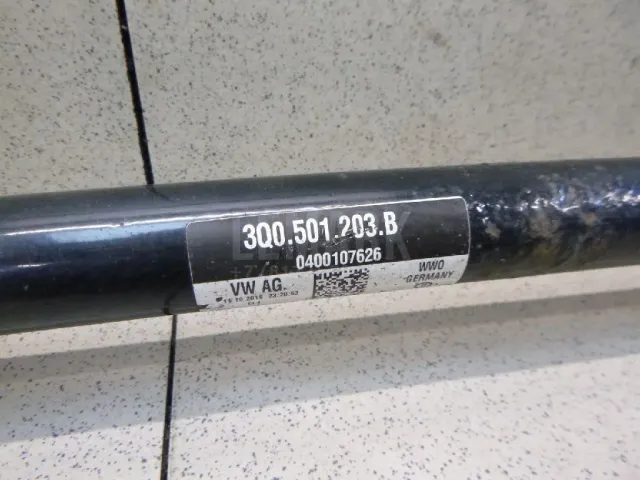 3Q0.501.203.B
0400107626
VW AG.
WWO
GERMANY